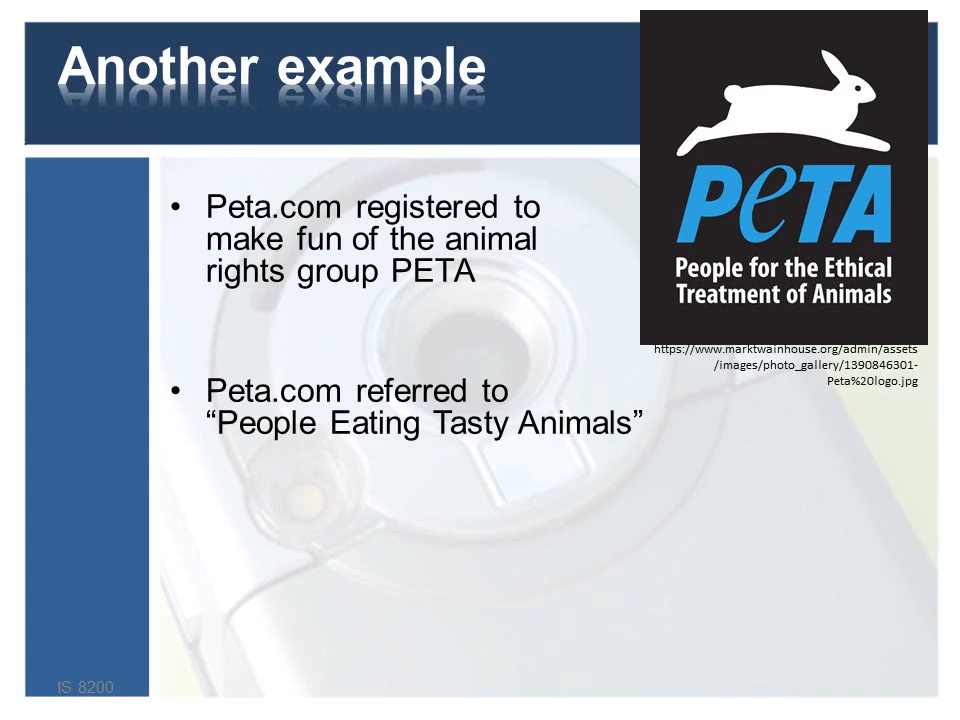 Another example
• Peta.com registered to
make fun of the animal
rights group PETA
• Peta.com referred to
“People Eating Tasty Animals”
PeTA
People for the Ethical
Treatment of Animals
https://www.marktwainhouse.org/admin/assets
/images/photo_gallery/1390846301-
Peta%20logo.jpg
IS 8200